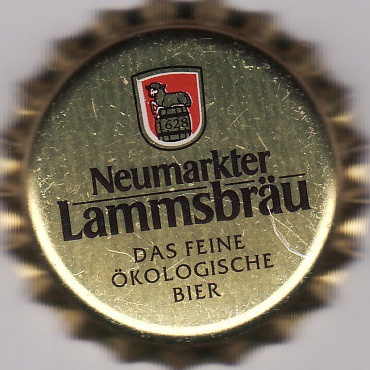 1628
Neumarkter
Lammsbräu
DAS FEINE
ÖKOLOGISCHE
BIER